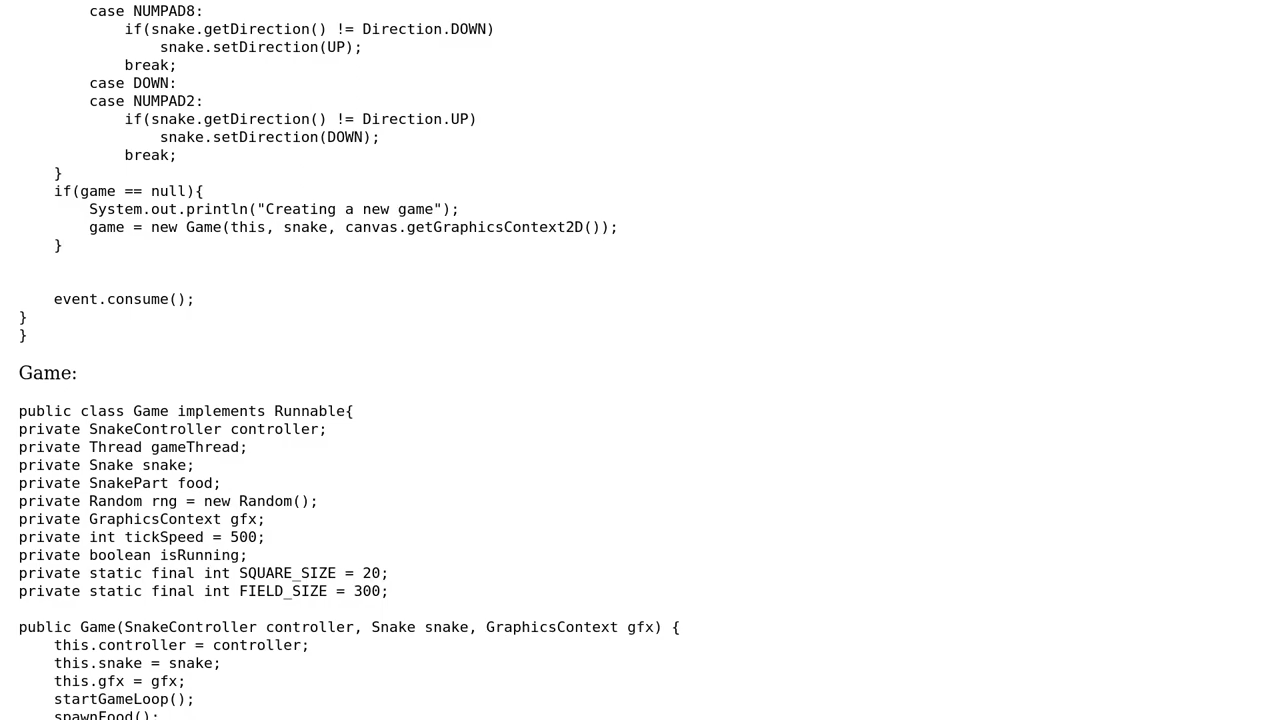 case NUMPAD8:
            if(snake.getDirection() != Direction.DOWN)
                snake.setDirection(UP);
            break;
        case DOWN:
        case NUMPAD2:
            if(snake.getDirection() != Direction.UP)
                snake.setDirection(DOWN);
            break;
    }
    if(game == null){
        System.out.println("Creating a new game");
        game = new Game(this, snake, canvas.getGraphicsContext2D());
    }
    event.consume();
}
}
Game:
public class Game implements Runnable{
private SnakeController controller;
private Thread gameThread;
private Snake snake;
private SnakePart food;
private Random rng = new Random();
private GraphicsContext gfx;
private int tickSpeed = 500;
private boolean isRunning;
private static final int SQUARE_SIZE = 20;
private static final int FIELD_SIZE = 300;
public Game(SnakeController controller, Snake snake, GraphicsContext gfx) {
    this.controller = controller;
    this.snake = snake;
    this.gfx = gfx;
    startGameLoop();
    spawnFood();